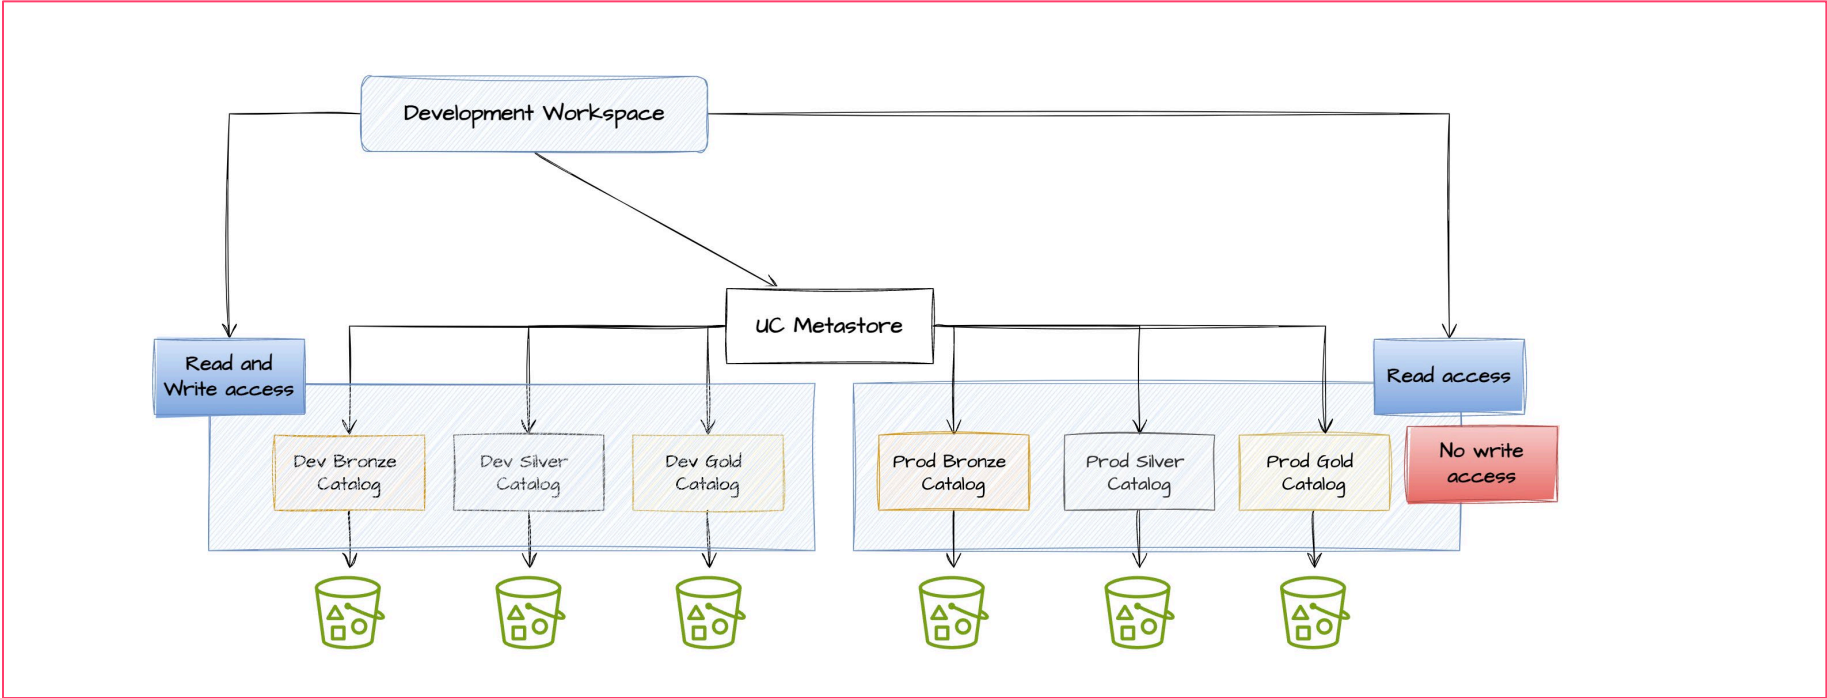 Development Workspace
UC Metastore
Read and
Write access
Read access
No write
access
Dev Bronze
Catalog
Dev Silver
Catalog
Dev Gold
Catalog
Prod Bronze
Catalog
Prod Silver
Catalog
Prod Gold
Catalog